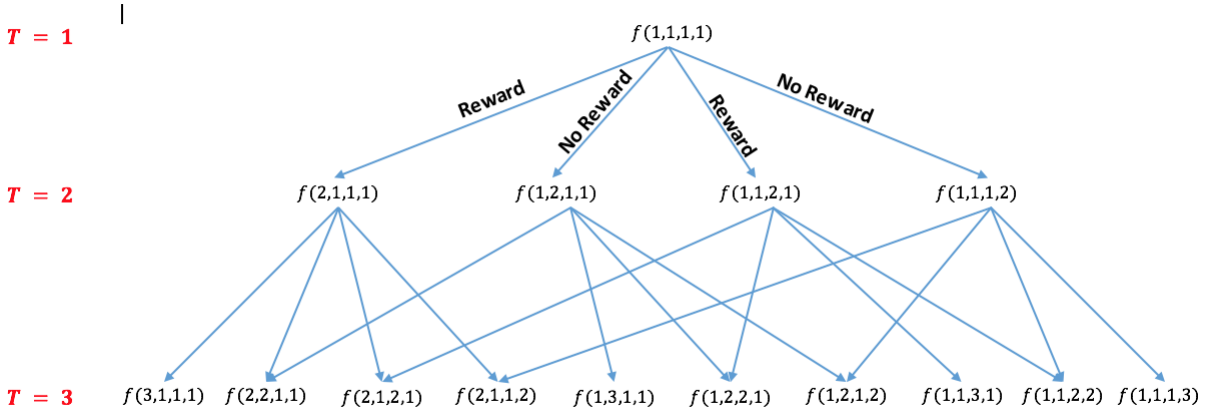 T = 1
f(1,1,1,1)
Reward
No Reward
Reward
No Reward
T = 2
f(2,1,1,1) f(1,2,1,1) f(1,1,2,1) f(1,1,1,2)
T = 3
f(3,1,1,1) f(2,2,1,1) f(2,1,2,1) f(2,1,1,2) f(1,3,1,1) f(1,2,2,1) f(1,2,1,2) f(1,1,3,1) f(1,1,2,2) f(1,1,1,3)